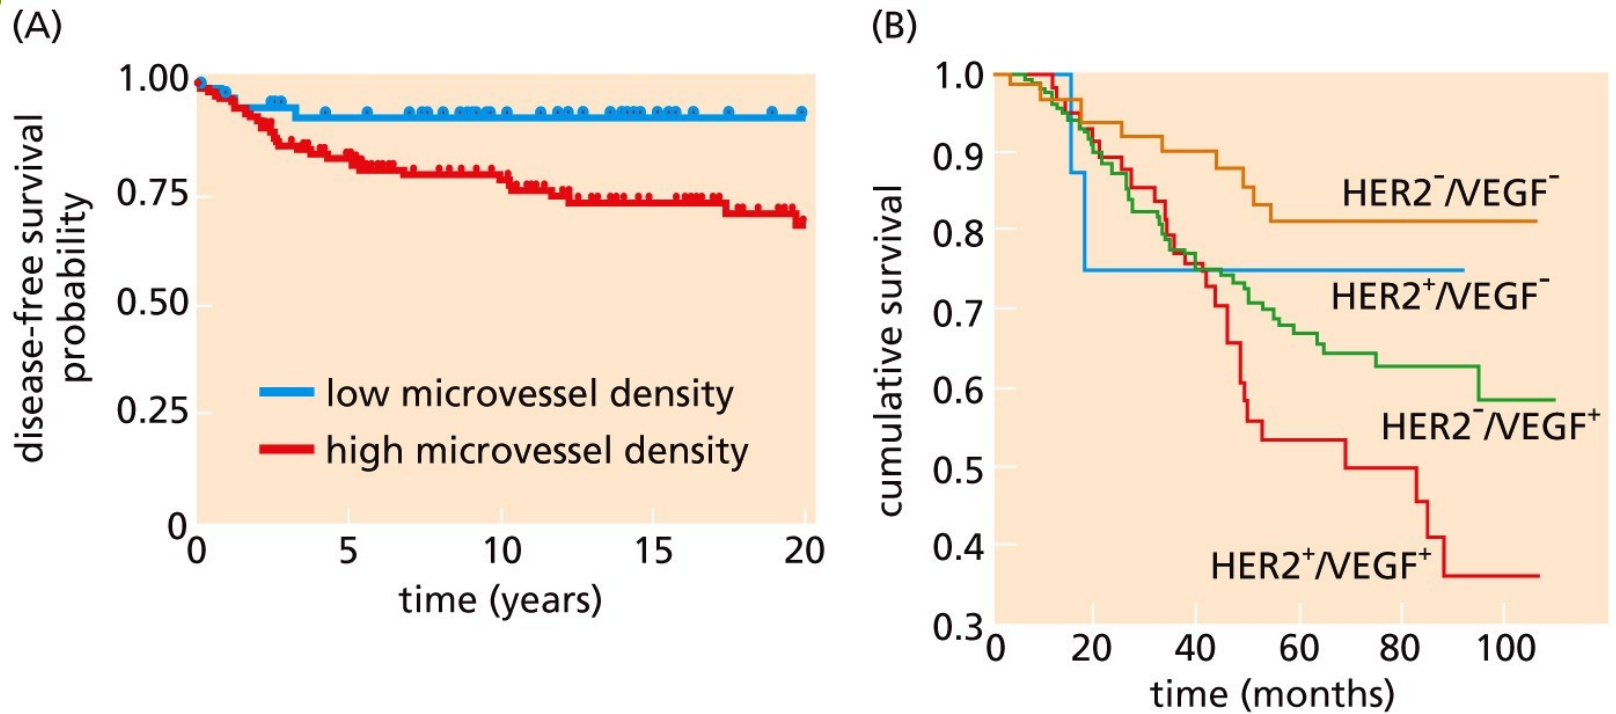 (A)
disease-free survival
probability
1.00
0.75
0.50
0.25
0
0 5 10 15 20
time (years)
low microvessel density
high microvessel density
(B)
cumulative survival
1.0
0.9
0.8
0.7
0.6
0.5
0.4
0.3
0 20 40 60 80 100
time (months)
HER2⁻/VEGF⁻
HER2⁺/VEGF⁻
HER2⁻/VEGF⁺
HER2⁺/VEGF⁺